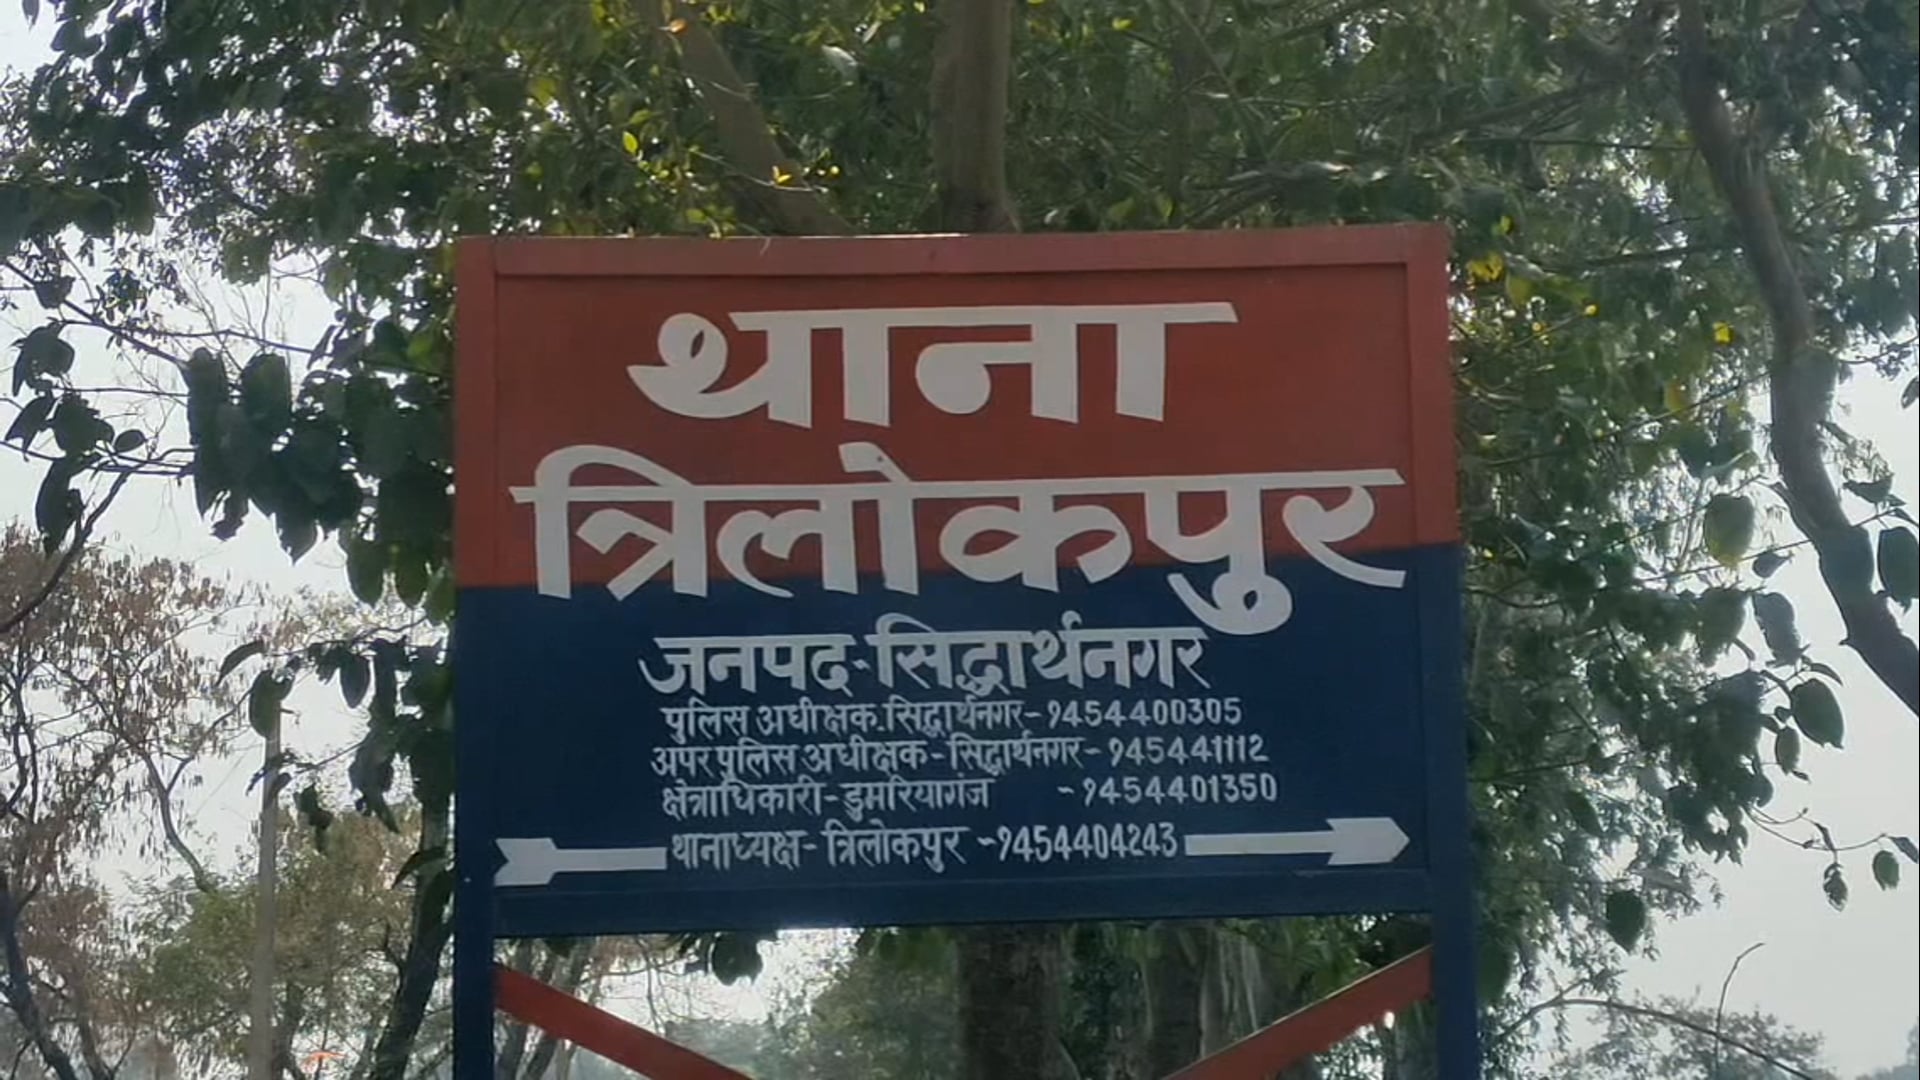 थाना
त्रिलोकपुर
जनपद-सिद्धार्थनगर
पुलिस अधीक्षक.सिद्धार्थनगर-9454400305
अपर पुलिस अधीक्षक-सिद्धार्थनगर-945441112
क्षेत्राधिकारी-डुमरियागंज -9454401350
थानाध्यक्ष-त्रिलोकपुर -9454404243